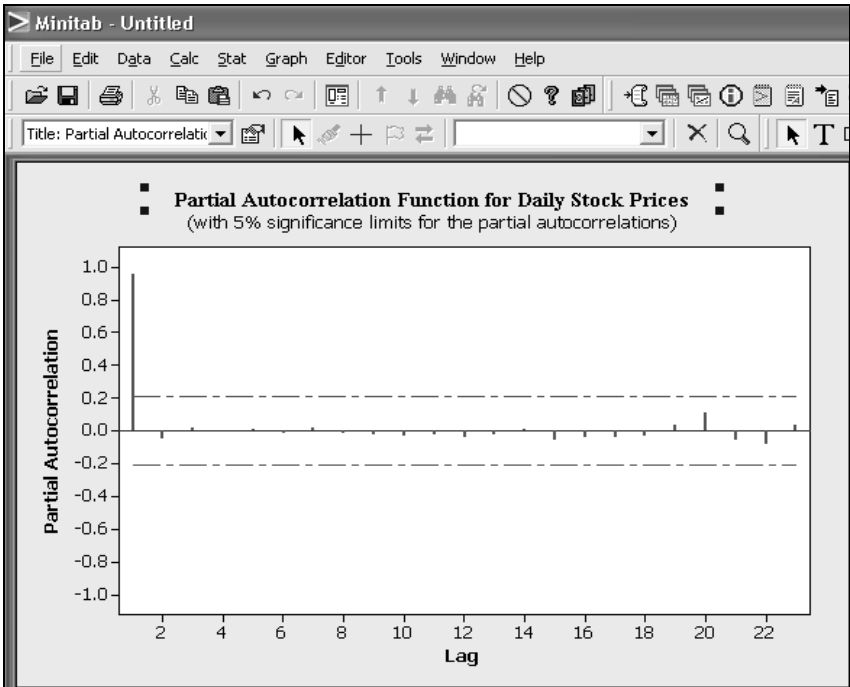 Minitab - Untitled
File Edit Data Calc Stat Graph Editor Tools Window Help
Title: Partial Autocorrelatic
T
Partial Autocorrelation Function for Daily Stock Prices
(with 5% significance limits for the partial autocorrelations)
1.0
0.8
0.6
0.4
0.2
0.0
-0.2
-0.4
-0.6
-0.8
-1.0
Partial Autocorrelation
2 4 6 8 10 12 14 16 18 20 22
Lag